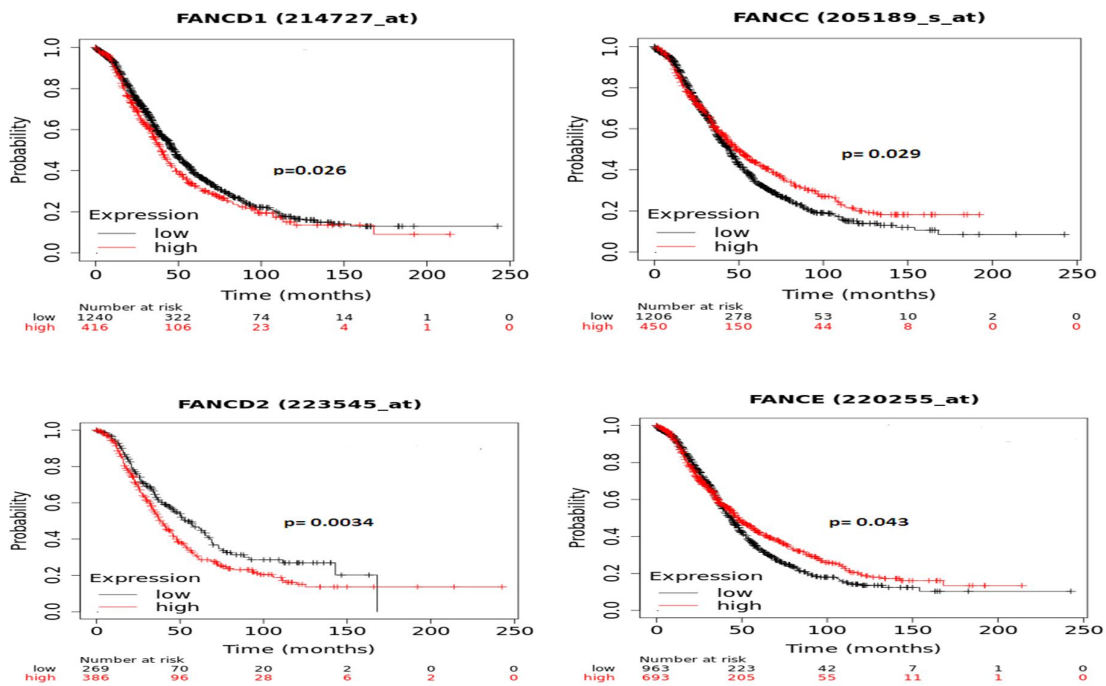 FANCD1 (214727_at)
Probability
1.0
0.8
0.6
0.4
0.2
0.0
p=0.026
Expression
low
high
0 50 100 150 200 250
Time (months)
Number at risk
low 1240 322 74 14 1 0
high 416 106 23 4 1 0
FANCC (205189_s_at)
Probability
1.0
0.8
0.6
0.4
0.2
0.0
p= 0.029
Expression
low
high
0 50 100 150 200 250
Time (months)
Number at risk
low 1206 278 53 10 2 0
high 450 150 44 8 0 0
FANCD2 (223545_at)
Probability
1.0
0.8
0.6
0.4
0.2
0.0
p= 0.0034
Expression
low
high
0 50 100 150 200 250
Time (months)
Number at risk
low 269 70 20 2 0 0
high 386 96 28 6 2 0
FANCE (220255_at)
Probability
1.0
0.8
0.6
0.4
0.2
0.0
p= 0.043
Expression
low
high
0 50 100 150 200 250
Time (months)
Number at risk
low 963 223 42 7 1 0
high 693 205 55 11 1 0